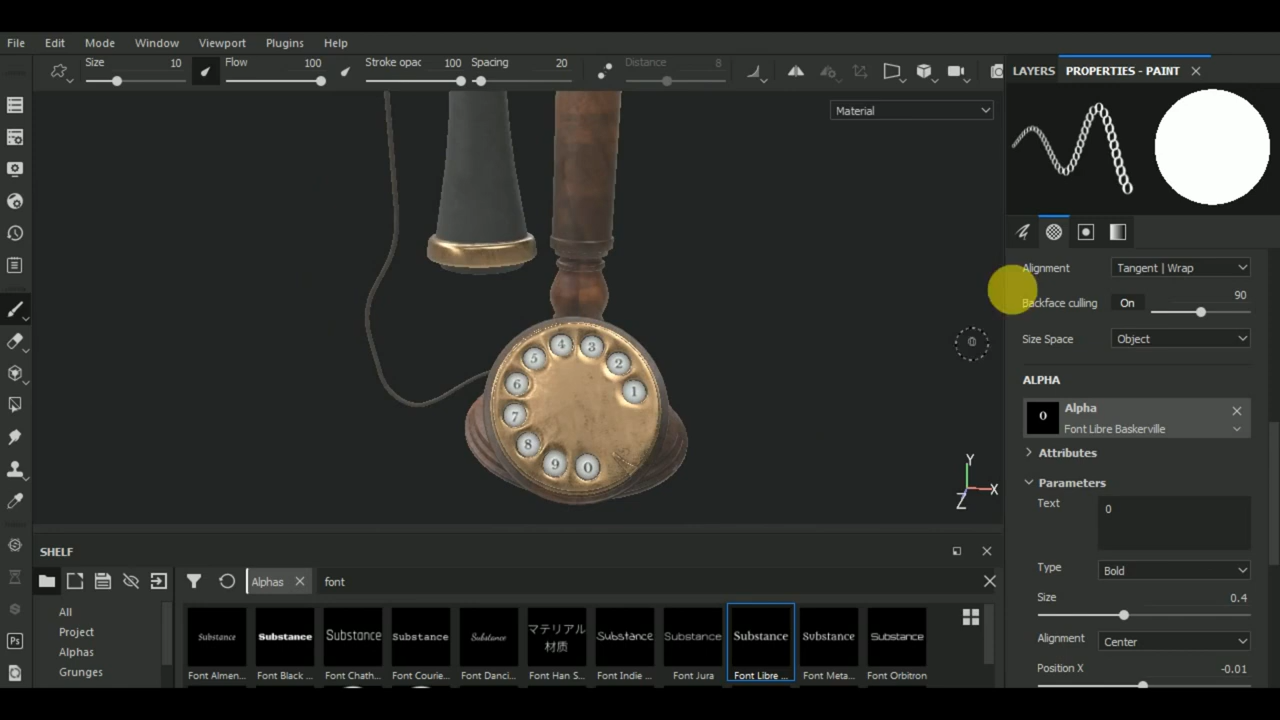 File Edit Mode Window Viewport Plugins Help
Size 10 Flow 100 Stroke opac 100 Spacing 20 Distance 8
LAYERS PROPERTIES - PAINT
Material
Alignment Tangent | Wrap
Backface culling On 90
Size Space Object
ALPHA
0 Alpha
Font Libre Baskerville
Attributes
Parameters
Text 0
Type Bold
Size 0.4
Alignment Center
Position X -0.01
0
4 3
5 2
6 1
7
8
9 0
Y
X
Z
SHELF
Alphas font
All
Project
Alphas
Grunges
Ps
Substance Substance Substance Substance Substance マテリアル 材质 Substance Substance Substance Substance Substance
Font Almen... Font Black ... Font Chath... Font Courie... Font Danci... Font Han S... Font Indie ... Font Jura Font Libre ... Font Meta... Font Orbitron